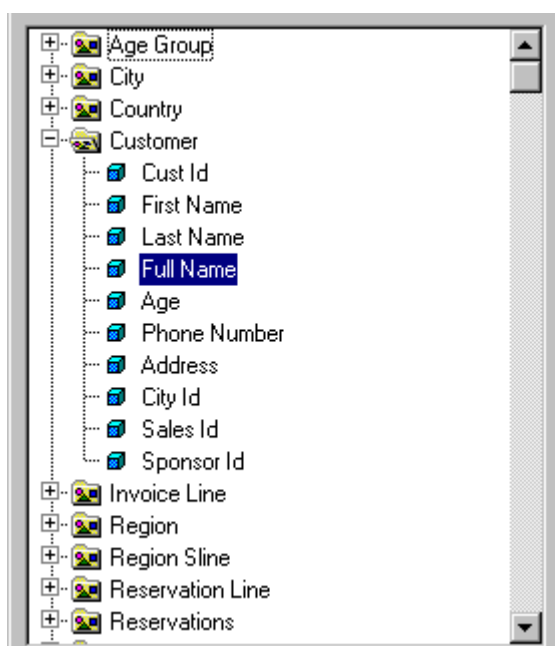 Age Group
City
Country
Customer
Cust Id
First Name
Last Name
Full Name
Age
Phone Number
Address
City Id
Sales Id
Sponsor Id
Invoice Line
Region
Region Sline
Reservation Line
Reservations